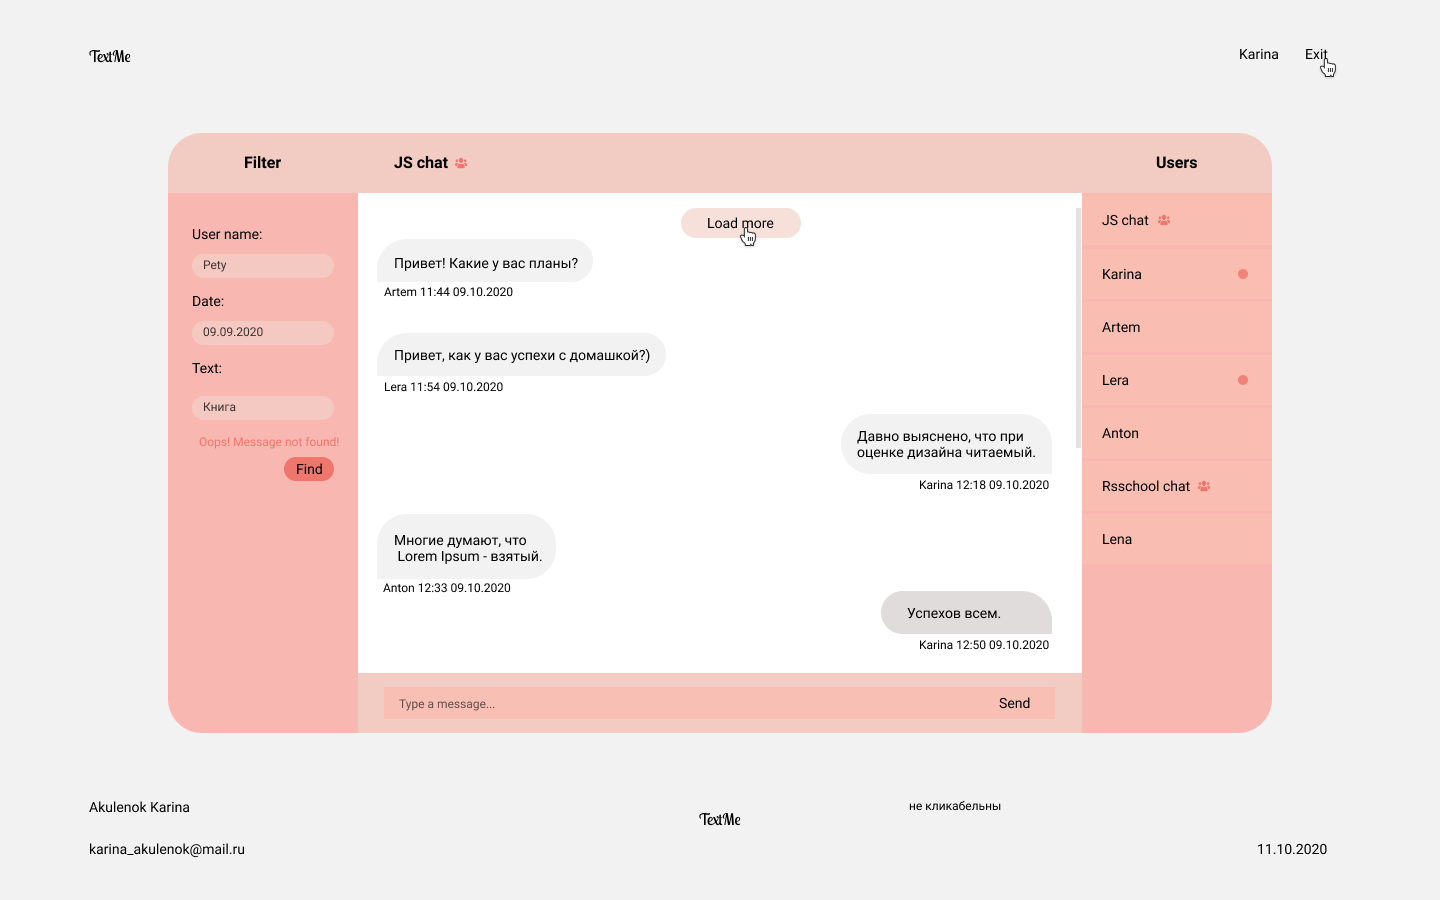 TextMe
Karina
Exit
Filter
JS chat
Users
User name:
Pety
Date:
09.09.2020
Text:
Книга
Oops! Message not found!
Find
Load more
Привет! Какие у вас планы?
Artem 11:44 09.10.2020
Привет, как у вас успехи с домашкой?)
Lera 11:54 09.10.2020
Давно выяснено, что при
оценке дизайна читаемый.
Karina 12:18 09.10.2020
Многие думают, что
Lorem Ipsum - взятый.
Anton 12:33 09.10.2020
Успехов всем.
Karina 12:50 09.10.2020
Type a message...
Send
JS chat
Karina
Artem
Lera
Anton
Rsschool chat
Lena
Akulenok Karina
karina_akulenok@mail.ru
TextMe
не кликабельны
11.10.2020